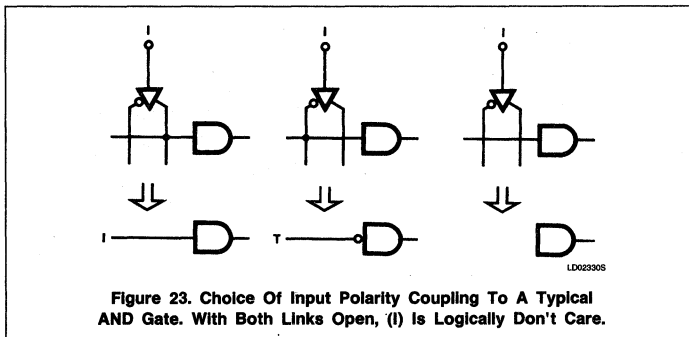 I I I
I T
LD02330S
Figure 23. Choice Of Input Polarity Coupling To A Typical
AND Gate. With Both Links Open, (I) Is Logically Don't Care.